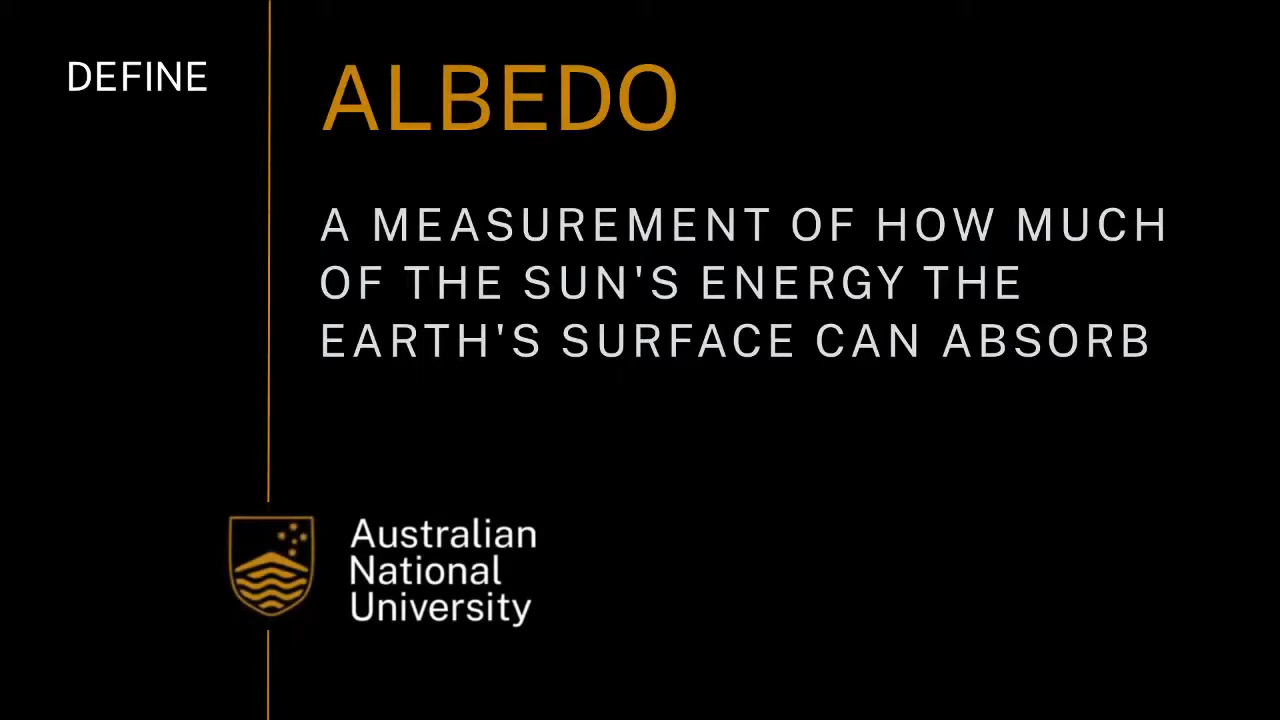 DEFINE
ALBEDO
A MEASUREMENT OF HOW MUCH
OF THE SUN'S ENERGY THE
EARTH'S SURFACE CAN ABSORB
Australian
National
University